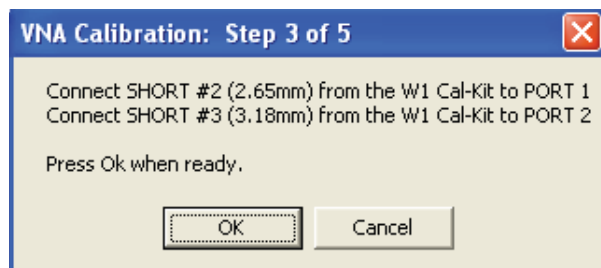 VNA Calibration: Step 3 of 5
Connect SHORT #2 (2.65mm) from the W1 Cal-Kit to PORT 1
Connect SHORT #3 (3.18mm) from the W1 Cal-Kit to PORT 2
Press Ok when ready.
OK Cancel